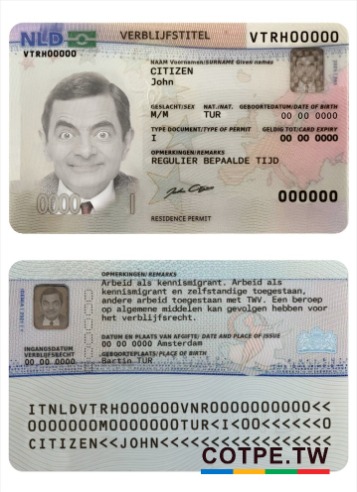 NLD
VERBLIJFSTITEL
VTRH00000
VTRH00000
NAAM Voornamen/SURNAME Given names
CITIZEN
John
GESLACHT/SEX NAT./NAT. GEBOORTEDATUM/DATE OF BIRTH
M/M TUR 00 00 0000
TYPE DOCUMENT/TYPE OF PERMIT GELDIG TOT/CARD EXPIRY
I 00 00 0000
OPMERKINGEN/REMARKS
REGULIER BEPAALDE TIJD
000000
RESIDENCE PERMIT
OPMERKINGEN/REMARKS
Arbeid als kennismigrant. Arbeid als
kennismigrant en zelfstandige toegestaan,
andere arbeid toegestaan met TWV. Een beroep
op algemene middelen kan gevolgen hebben voor
het verblijfsrecht.
DATUM EN PLAATS VAN AFGIFTE/ DATE AND PLACE OF ISSUE
00 00 0000 Amsterdam
INGANGSDATUM
VERBLIJFSRECHT
00 00 0000
GEBOORTEPLAATS/PLACE OF BIRTH
Bartin TUR
ITNLDVTRH000000VNR0000000000<<
0000000M0000000TUR<I<00<<<<<<0
CITIZEN<<JOHN<<<<<<<<<<<<<<<<<
COTPE.TW